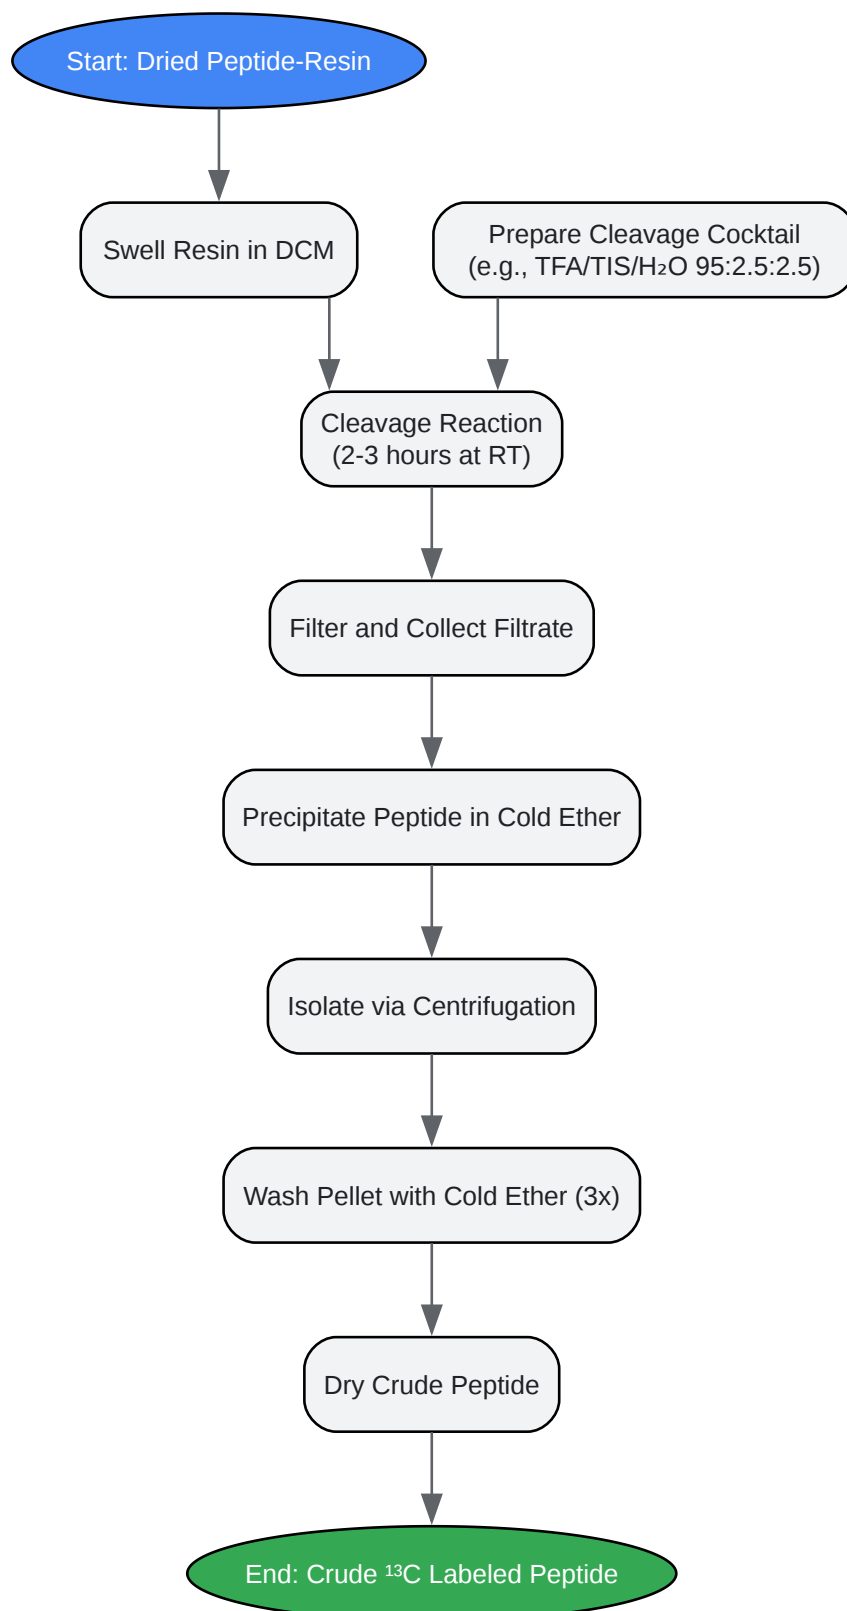 Start: Dried Peptide-Resin
Swell Resin in DCM
Prepare Cleavage Cocktail
(e.g., TFA/TIS/H₂O 95:2.5:2.5)
Cleavage Reaction
(2-3 hours at RT)
Filter and Collect Filtrate
Precipitate Peptide in Cold Ether
Isolate via Centrifugation
Wash Pellet with Cold Ether (3x)
Dry Crude Peptide
End: Crude ¹³C Labeled Peptide